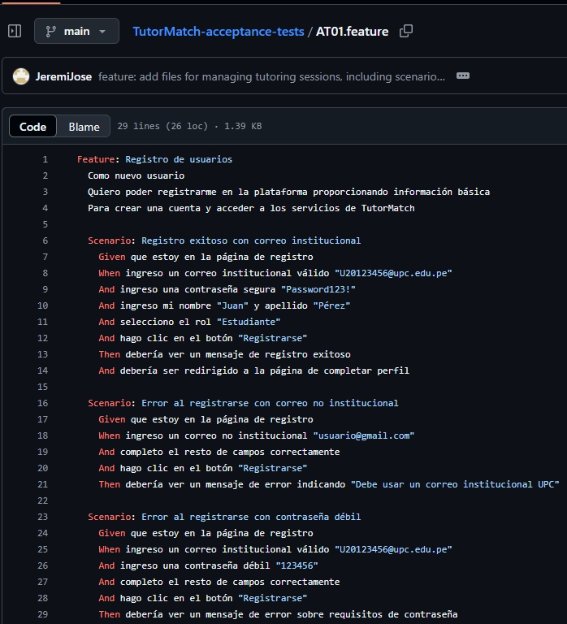 main
TutorMatch-acceptance-tests / AT01.feature
JeremiJose feature: add files for managing tutoring sessions, including scenario...
Code Blame 29 lines (26 loc) · 1.39 KB
1 Feature: Registro de usuarios
2 Como nuevo usuario
3 Quiero poder registrarme en la plataforma proporcionando información básica
4 Para crear una cuenta y acceder a los servicios de TutorMatch
5
6 Scenario: Registro exitoso con correo institucional
7 Given que estoy en la página de registro
8 When ingreso un correo institucional válido "U20123456@upc.edu.pe"
9 And ingreso una contraseña segura "Password123!"
10 And ingreso mi nombre "Juan" y apellido "Pérez"
11 And selecciono el rol "Estudiante"
12 And hago clic en el botón "Registrarse"
13 Then debería ver un mensaje de registro exitoso
14 And debería ser redirigido a la página de completar perfil
15
16 Scenario: Error al registrarse con correo no institucional
17 Given que estoy en la página de registro
18 When ingreso un correo no institucional "usuario@gmail.com"
19 And completo el resto de campos correctamente
20 And hago clic en el botón "Registrarse"
21 Then debería ver un mensaje de error indicando "Debe usar un correo institucional UPC"
22
23 Scenario: Error al registrarse con contraseña débil
24 Given que estoy en la página de registro
25 When ingreso un correo institucional válido "U20123456@upc.edu.pe"
26 And ingreso una contraseña débil "123456"
27 And completo el resto de campos correctamente
28 And hago clic en el botón "Registrarse"
29 Then debería ver un mensaje de error sobre requisitos de contraseña